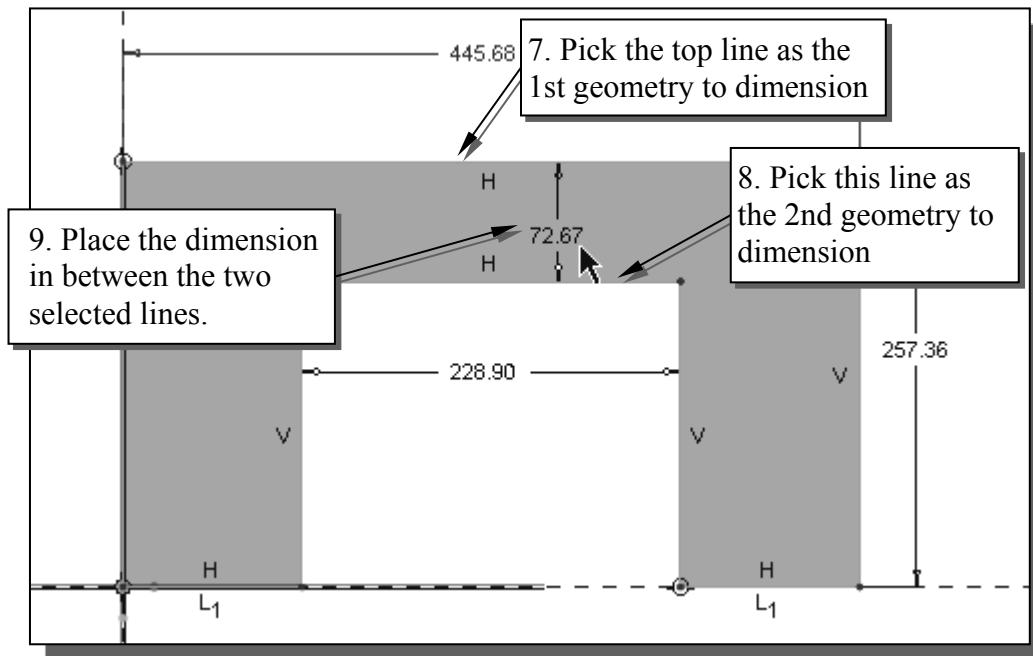 445.68
7. Pick the top line as the
1st geometry to dimension
H
8. Pick this line as
the 2nd geometry to
dimension
9. Place the dimension
in between the two
selected lines.
72.67
H
257.36
228.90
V
V
V
H
H
L1
L1